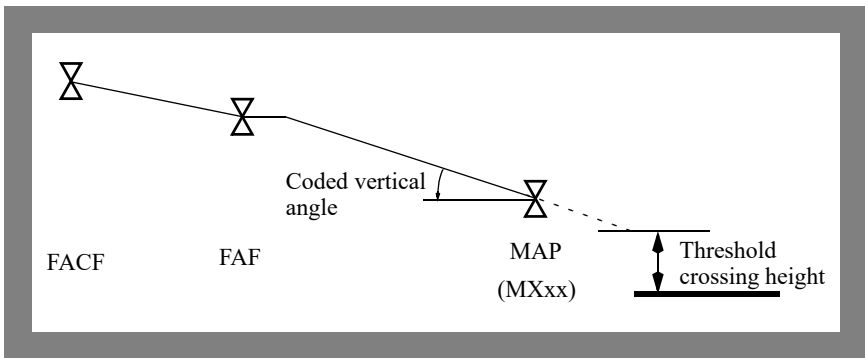 Coded vertical
angle
FACF
FAF
MAP
(MXxx)
Threshold
crossing height